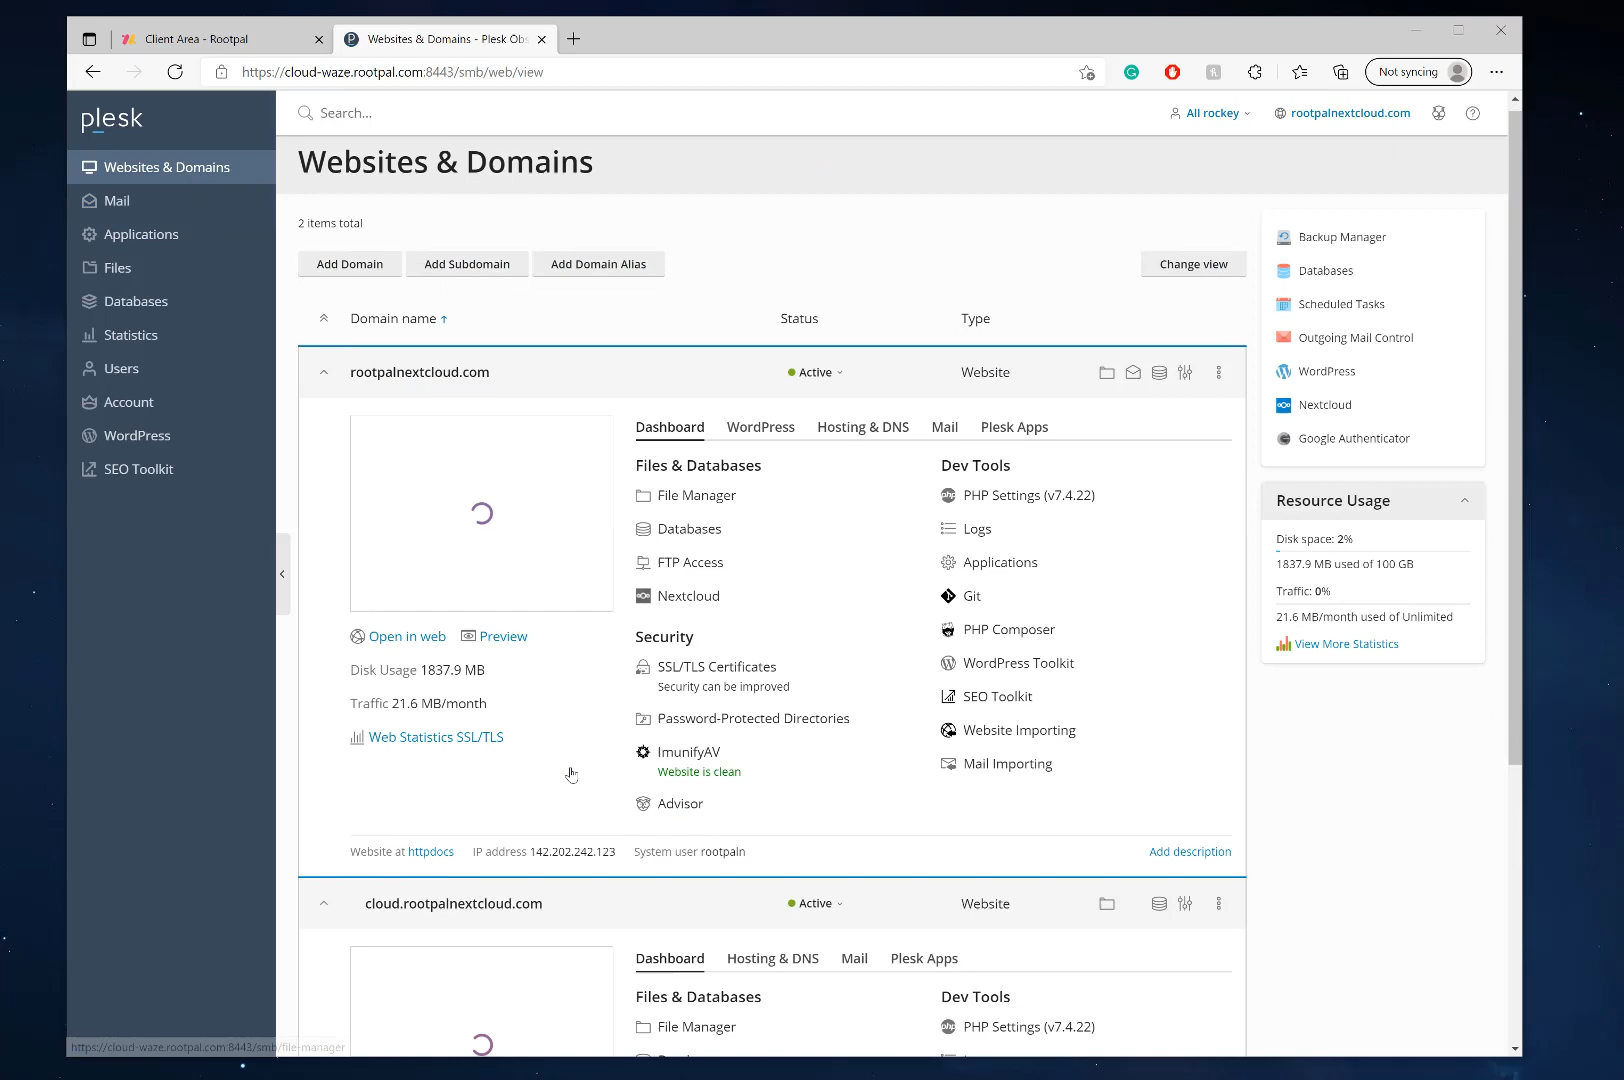 Client Area - Rootpal
Websites & Domains - Plesk Obs
https://cloud-waze.rootpal.com:8443/smb/web/view
Not syncing
plesk
Search...
All rockey
rootpalnextcloud.com
Websites & Domains
Mail
Applications
Files
Databases
Statistics
Users
Account
WordPress
SEO Toolkit
Websites & Domains
2 items total
Add Domain
Add Subdomain
Add Domain Alias
Change view
Domain name
Status
Type
rootpalnextcloud.com
Active
Website
Dashboard
WordPress
Hosting & DNS
Mail
Plesk Apps
Files & Databases
File Manager
Databases
FTP Access
Nextcloud
Security
SSL/TLS Certificates
Security can be improved
Password-Protected Directories
ImunifyAV
Website is clean
Advisor
Dev Tools
PHP Settings (v7.4.22)
Logs
Applications
Git
PHP Composer
WordPress Toolkit
SEO Toolkit
Website Importing
Mail Importing
Open in web
Preview
Disk Usage 1837.9 MB
Traffic 21.6 MB/month
Web Statistics SSL/TLS
Website at httpdocs
IP address 142.202.242.123
System user rootpaln
Add description
cloud.rootpalnextcloud.com
Active
Website
Dashboard
Hosting & DNS
Mail
Plesk Apps
Files & Databases
File Manager
Dev Tools
PHP Settings (v7.4.22)
Backup Manager
Databases
Scheduled Tasks
Outgoing Mail Control
WordPress
Nextcloud
Google Authenticator
Resource Usage
Disk space: 2%
1837.9 MB used of 100 GB
Traffic: 0%
21.6 MB/month used of Unlimited
View More Statistics
https://cloud-waze.rootpal.com:8443/smb/file-manager